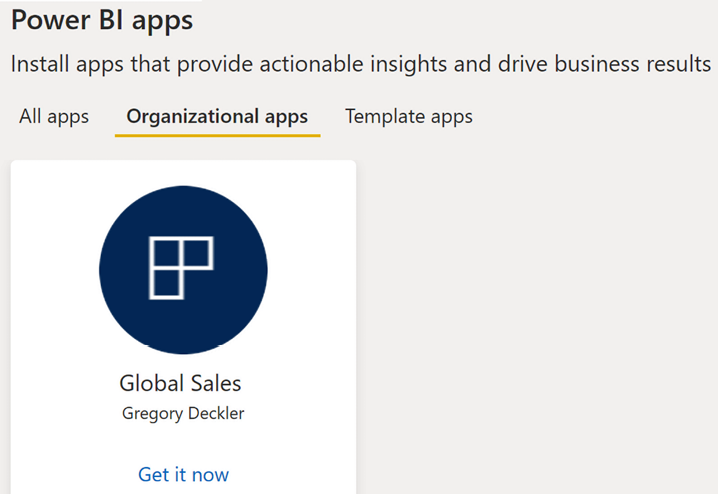 Power BI apps
Install apps that provide actionable insights and drive business results
All apps Organizational apps Template apps
Global Sales
Gregory Deckler
Get it now